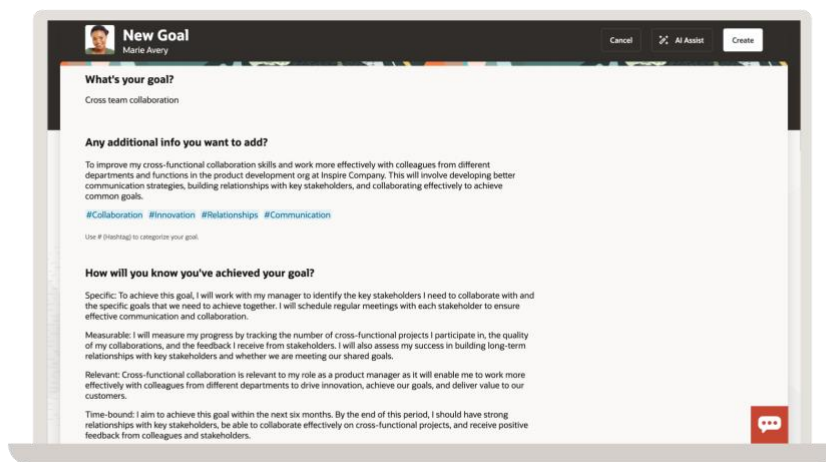 New Goal
Marie Avery
Cancel
AI Assist
Create
What's your goal?
Cross team collaboration
Any additional info you want to add?
To improve my cross-functional collaboration skills and work more effectively with colleagues from different
departments and functions in the product development org at Inspire Company. This will involve developing better
communication strategies, building relationships with key stakeholders, and collaborating effectively to achieve
common goals.
#Collaboration #Innovation #Relationships #Communication
Use # (Hashtag) to categorize your goal.
How will you know you've achieved your goal?
Specific: To achieve this goal, I will work with my manager to identify the key stakeholders I need to collaborate with and
the specific goals that we need to achieve together. I will schedule regular meetings with each stakeholder to ensure
effective communication and collaboration.
Measurable: I will measure my progress by tracking the number of cross-functional projects I participate in, the quality
of my collaborations, and the feedback I receive from stakeholders. I will also assess my success in building long-term
relationships with key stakeholders and whether we are meeting our shared goals.
Relevant: Cross-functional collaboration is relevant to my role as a product manager as it will enable me to work more
effectively with colleagues from different departments to drive innovation, achieve our goals, and deliver value to our
customers.
Time-bound: I aim to achieve this goal within the next six months. By the end of this period, I should have strong
relationships with key stakeholders, be able to collaborate effectively on cross-functional projects, and receive positive
feedback from colleagues and stakeholders.